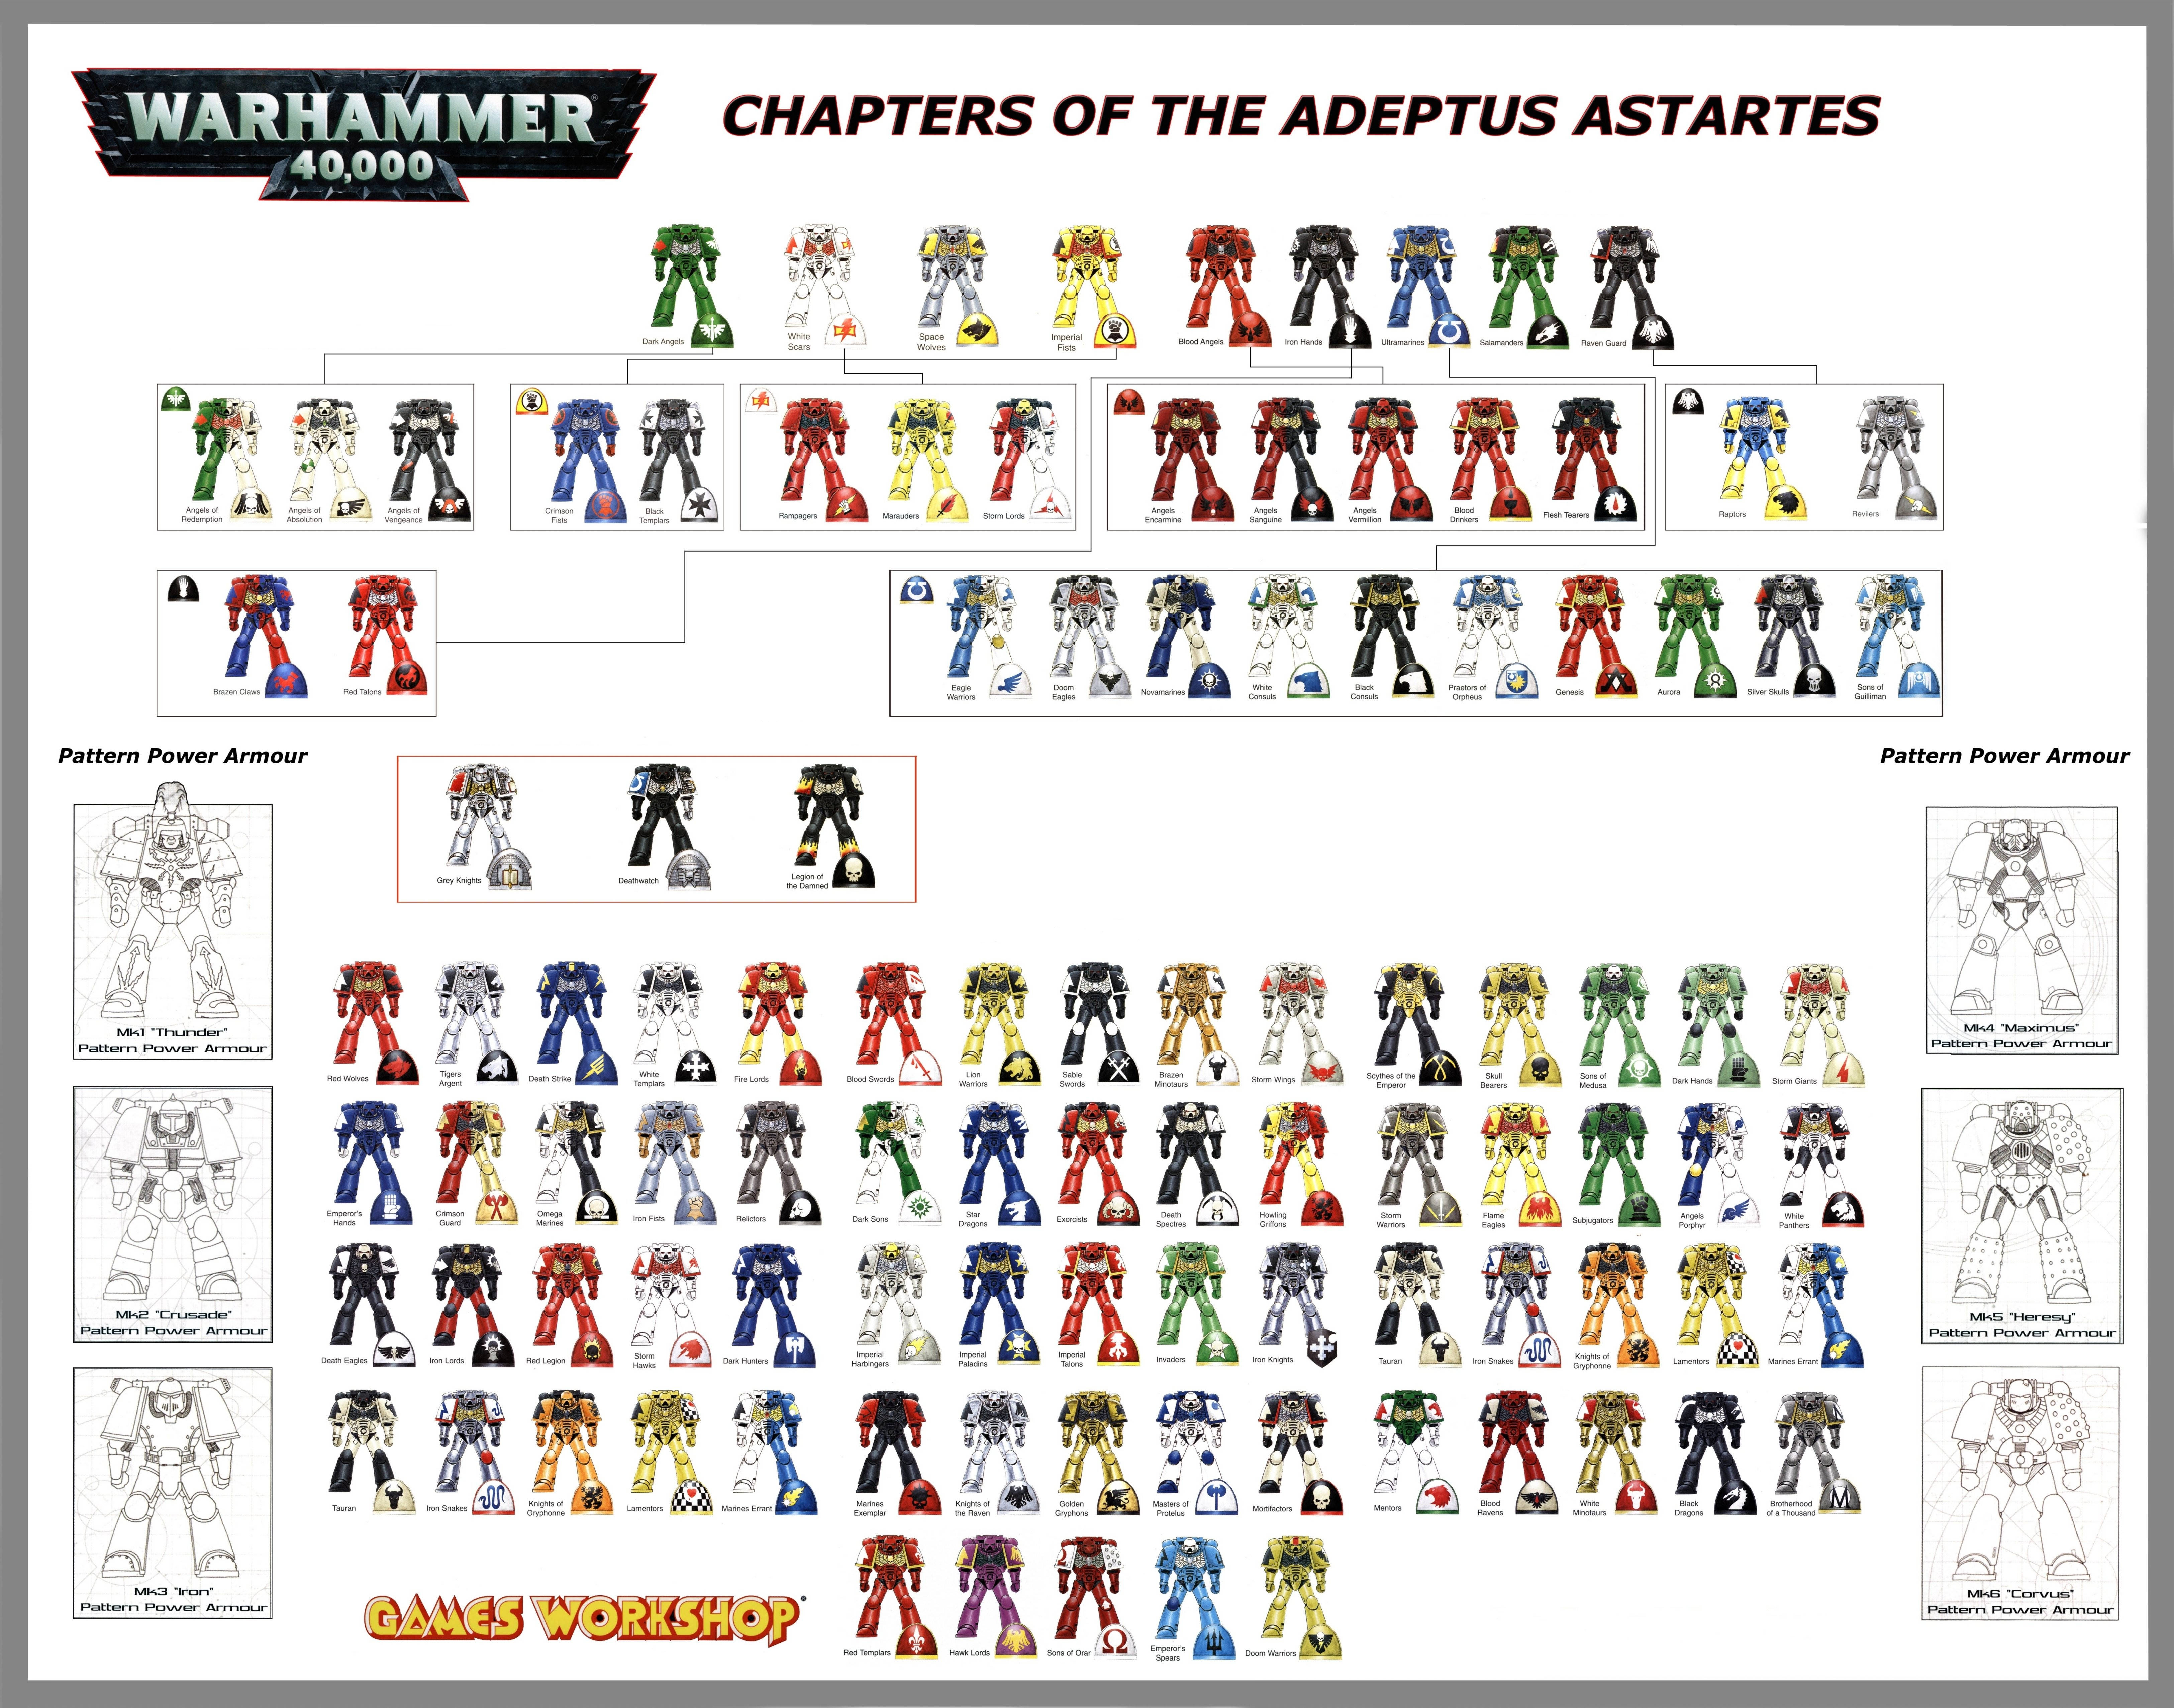 WARHAMMER®
40,000
CHAPTERS OF THE ADEPTUS ASTARTES
Dark Angels
White
Scars
Space
Wolves
Imperial
Fists
Blood Angels
Iron Hands
Ultramarines
Salamanders
Raven Guard
Angels of
Redemption
Angels of
Absolution
Angels of
Vengeance
Crimson
Fists
Black
Templars
Rampagers
Marauders
Storm Lords
Angels
Encarmine
Angels
Sanguine
Angels
Vermillion
Blood
Drinkers
Flesh Tearers
Raptors
Revilers
Brazen Claws
Red Talons
Eagle
Warriors
Doom
Eagles
Novamarines
White
Consuls
Black
Consuls
Praetors of
Orpheus
Genesis
Aurora
Silver Skulls
Sons of
Guilliman
Pattern Power Armour
Pattern Power Armour
Grey Knights
Deathwatch
Legion of
the Damned
Mk1 "Thunder"
Pattern Power Armour
Mk4 "Maximus"
Pattern Power Armour
Red Wolves
Tigers
Argent
Death Strike
White
Templars
Fire Lords
Blood Swords
Lion
Warriors
Sable
Swords
Brazen
Minotaurs
Storm Wings
Scythes of the
Emperor
Skull
Bearers
Sons of
Medusa
Dark Hands
Storm Giants
Emperor's
Hands
Crimson
Guard
Omega
Marines
Iron Fists
Relictors
Dark Sons
Star
Dragons
Exorcists
Death
Spectres
Howling
Griffons
Storm
Warriors
Flame
Eagles
Subjugators
Angels
Porphyr
White
Panthers
Mk2 "Crusade"
Pattern Power Armour
Mk5 "Heresy"
Pattern Power Armour
Death Eagles
Iron Lords
Red Legion
Storm
Hawks
Dark Hunters
Imperial
Harbingers
Imperial
Paladins
Imperial
Talons
Invaders
Iron Knights
Tauran
Iron Snakes
Knights of
Gryphonne
Lamentors
Marines Errant
Tauran
Iron Snakes
Knights of
Gryphonne
Lamentors
Marines Errant
Marines
Exemplar
Knights of
the Raven
Golden
Gryphons
Masters of
Protelus
Mortifactors
Mentors
Blood
Ravens
White
Minotaurs
Black
Dragons
Brotherhood
of a Thousand
M
Mk3 "Iron"
Pattern Power Armour
Mk6 "Corvus"
Pattern Power Armour
GAMES WORKSHOP
Red Templars
Hawk Lords
Sons of Orar
Ω
Emperor's
Spears
Doom Warriors